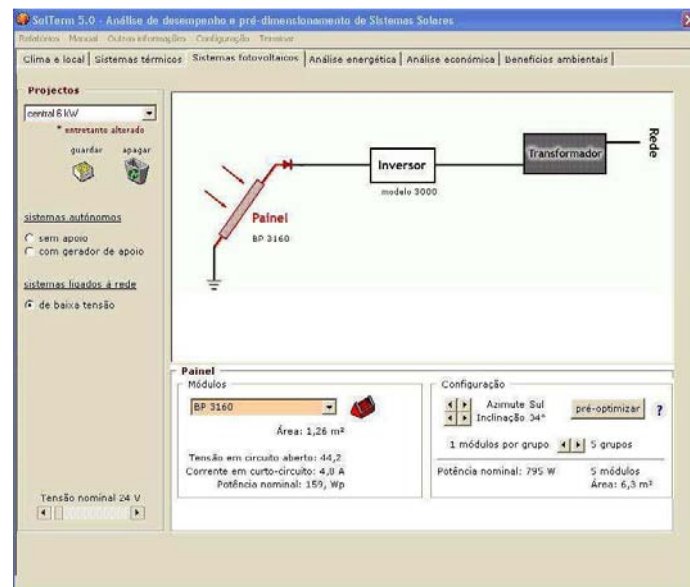 SolTerm 5.0 - Análise de desempenho e pré-dimensionamento de Sistemas Solares
Relatórios Manual Outras informações Configuração Terminar
Clima e local Sistemas térmicos Sistemas fotovoltaicos Análise energética Análise económica Benefícios ambientais
Projectos
central 6 kW
* entretanto alterado
guardar apagar
sistemas autónomos
sem apoio
com gerador de apoio
sistemas ligados à rede
de baixa tensão
Tensão nominal 24 V
Painel
BP 3160
Inversor
modelo 3000
Transformador
Rede
Painel
Módulos
BP 3160
Área: 1,26 m²
Tensão em circuito aberto: 44,2
Corrente em curto-circuito: 4,8 A
Potência nominal: 159, Wp
Configuração
Azimute Sul
Inclinação 34°
pré-optimizar ?
1 módulos por grupo 5 grupos
Potência nominal: 795 W 5 módulos
Área: 6,3 m²